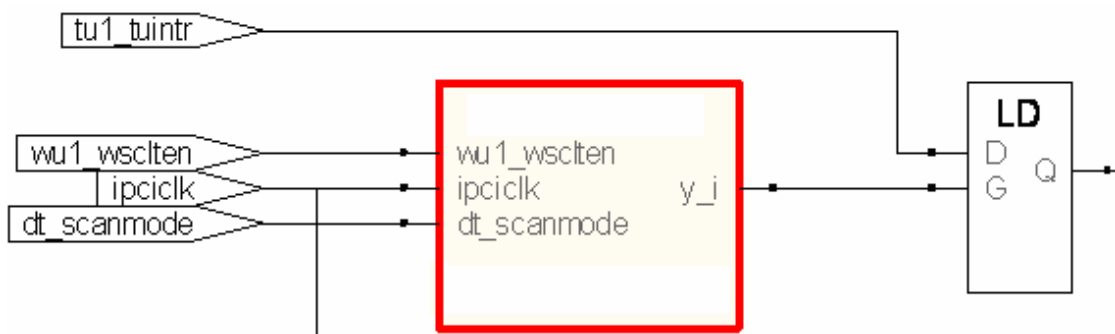 tu1_tuintr
LD
wu1_wsclten
wu1_wsclten
D
Q
ipciclk
ipciclk
y_i
G
dt_scanmode
dt_scanmode